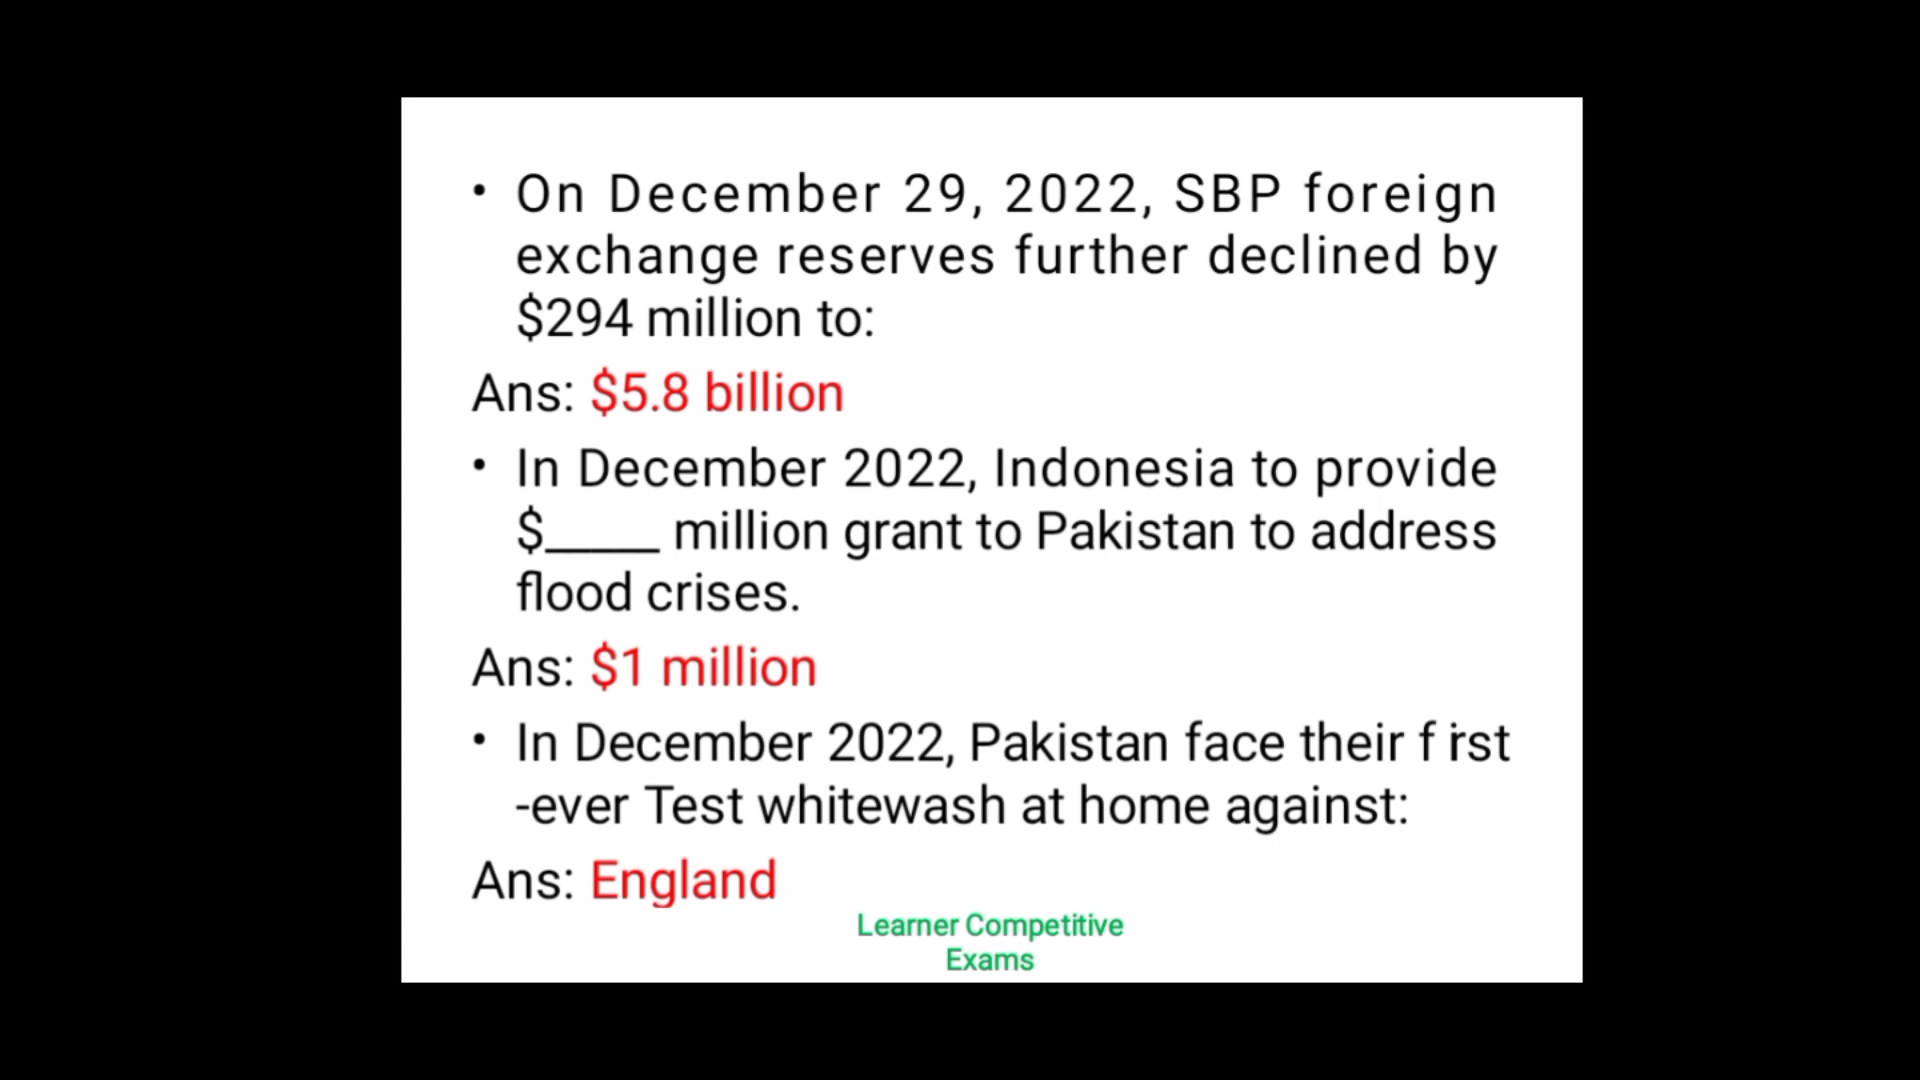 • On December 29, 2022, SBP foreign
exchange reserves further declined by
$294 million to:
Ans: $5.8 billion
• In December 2022, Indonesia to provide
$_____ million grant to Pakistan to address
flood crises.
Ans: $1 million
• In December 2022, Pakistan face their f irst
-ever Test whitewash at home against:
Ans: England
Learner Competitive
Exams